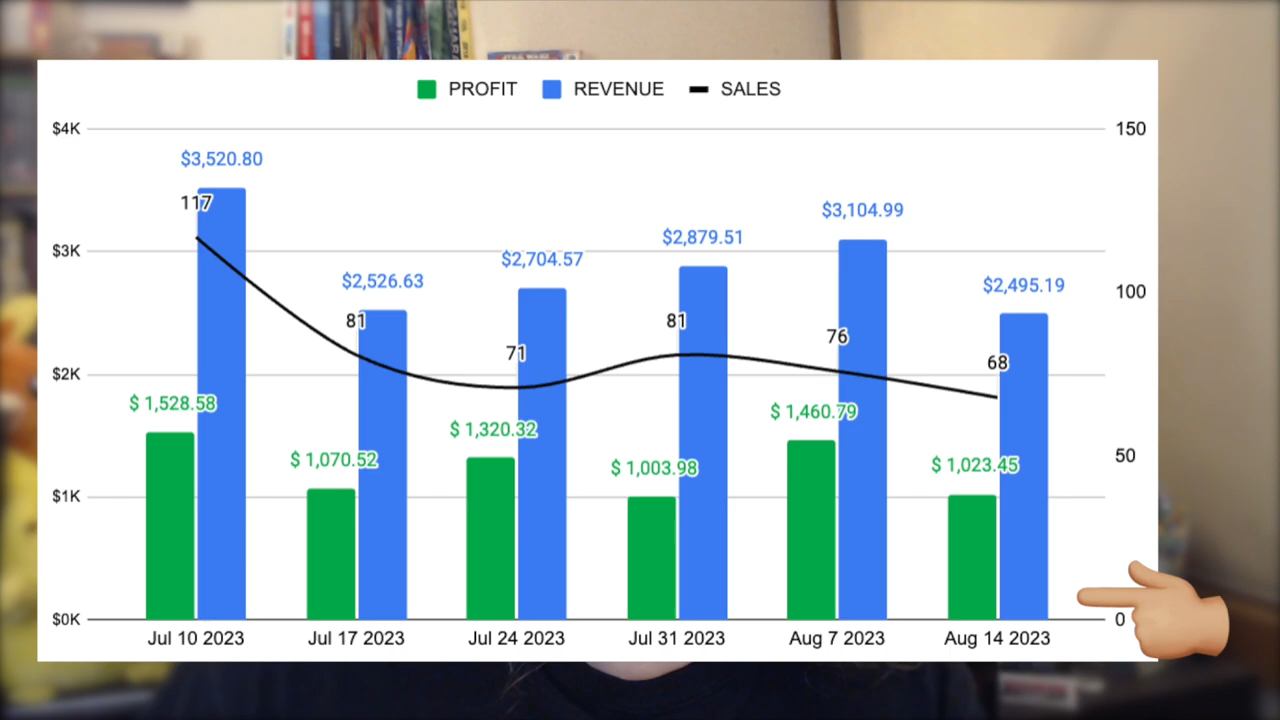 PROFIT REVENUE SALES
$4K 150
$3,520.80
117
$3,104.99
$3K
$2,879.51
$2,704.57
$2,526.63
$2,495.19
100
81
81
76
71
68
$2K
$ 1,528.58
$ 1,460.79
$ 1,320.32
$ 1,070.52
$ 1,023.45
$ 1,003.98
50
$1K
$0K 0
Jul 10 2023 Jul 17 2023 Jul 24 2023 Jul 31 2023 Aug 7 2023 Aug 14 2023